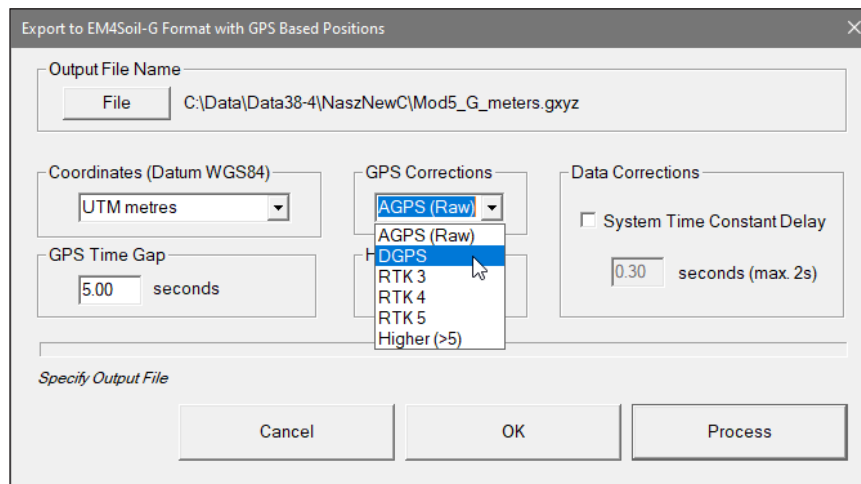 Export to EM4Soil-G Format with GPS Based Positions
Output File Name
File
C:\Data\Data38-4\NaszNewC\Mod5_G_meters.gxyz
Coordinates (Datum WGS84)
UTM metres
GPS Corrections
AGPS (Raw)
AGPS (Raw)
DGPS
RTK 3
RTK 4
RTK 5
Higher (>5)
Data Corrections
System Time Constant Delay
0.30 seconds (max. 2s)
GPS Time Gap
5.00 seconds
Specify Output File
Cancel
OK
Process